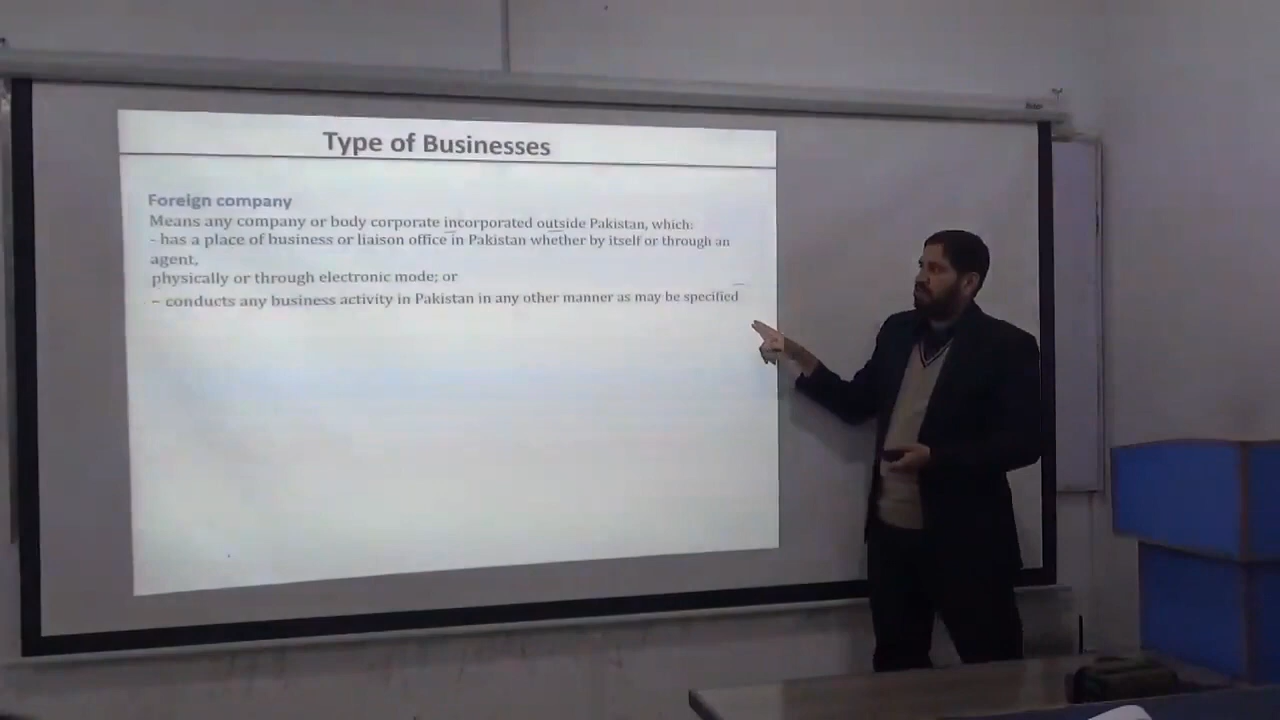 Type of Businesses
Foreign company
Means any company or body corporate incorporated outside Pakistan, which:
- has a place of business or liaison office in Pakistan whether by itself or through an
agent,
physically or through electronic mode; or
– conducts any business activity in Pakistan in any other manner as may be specified